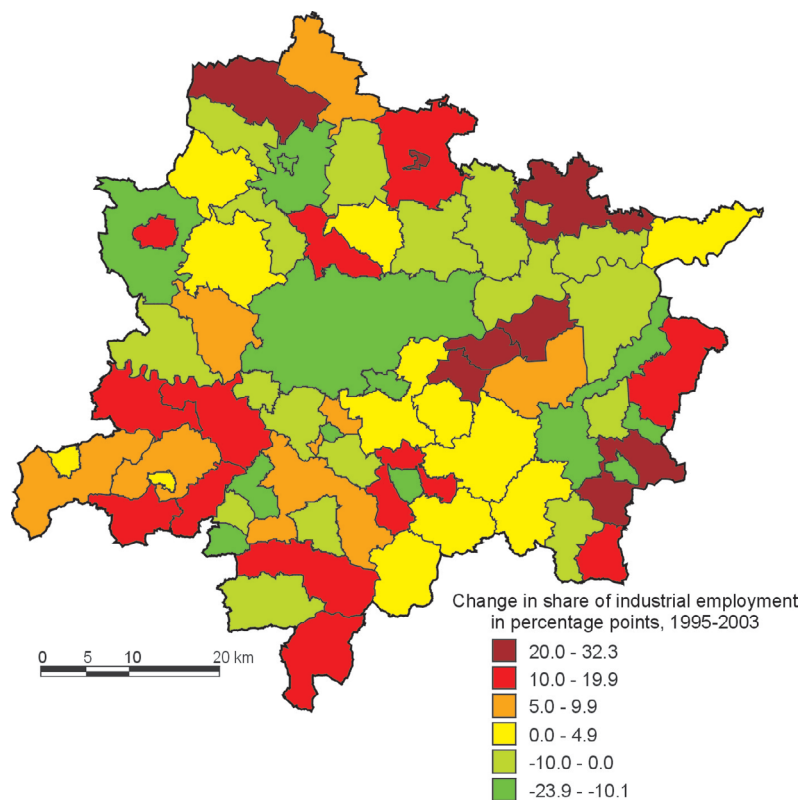 Change in share of industrial employment
in percentage points, 1995-2003
0 5 10 20 km
20.0 - 32.3
10.0 - 19.9
5.0 - 9.9
0.0 - 4.9
-10.0 - 0.0
-23.9 - -10.1